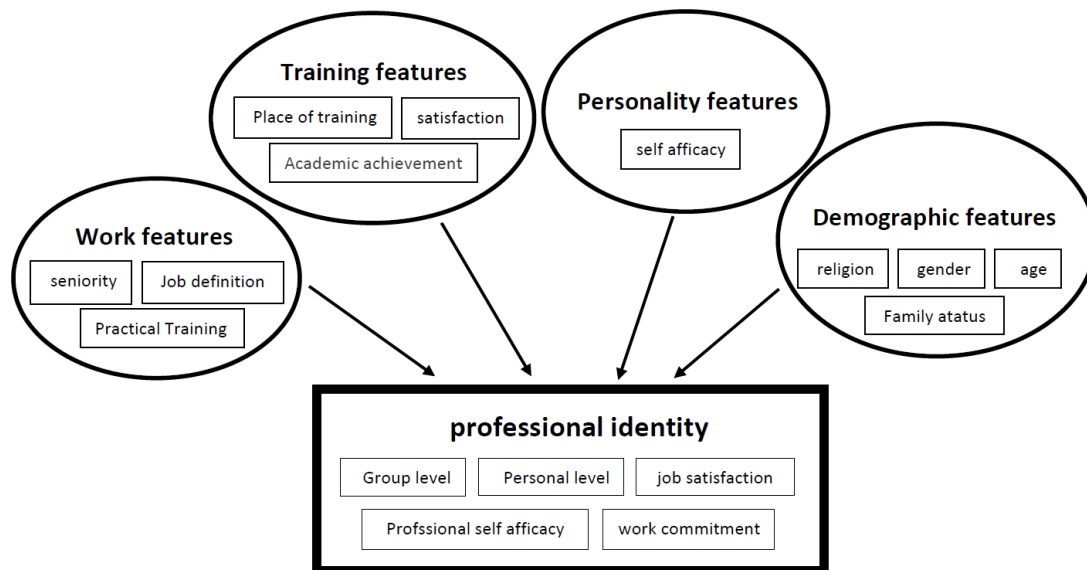 Training features
Place of training
satisfaction
Academic achievement
Personality features
self afficacy
Work features
seniority
Job definition
Practical Training
Demographic features
religion
gender
age
Family atatus
professional identity
Group level
Personal level
job satisfaction
Profssional self afficacy
work commitment